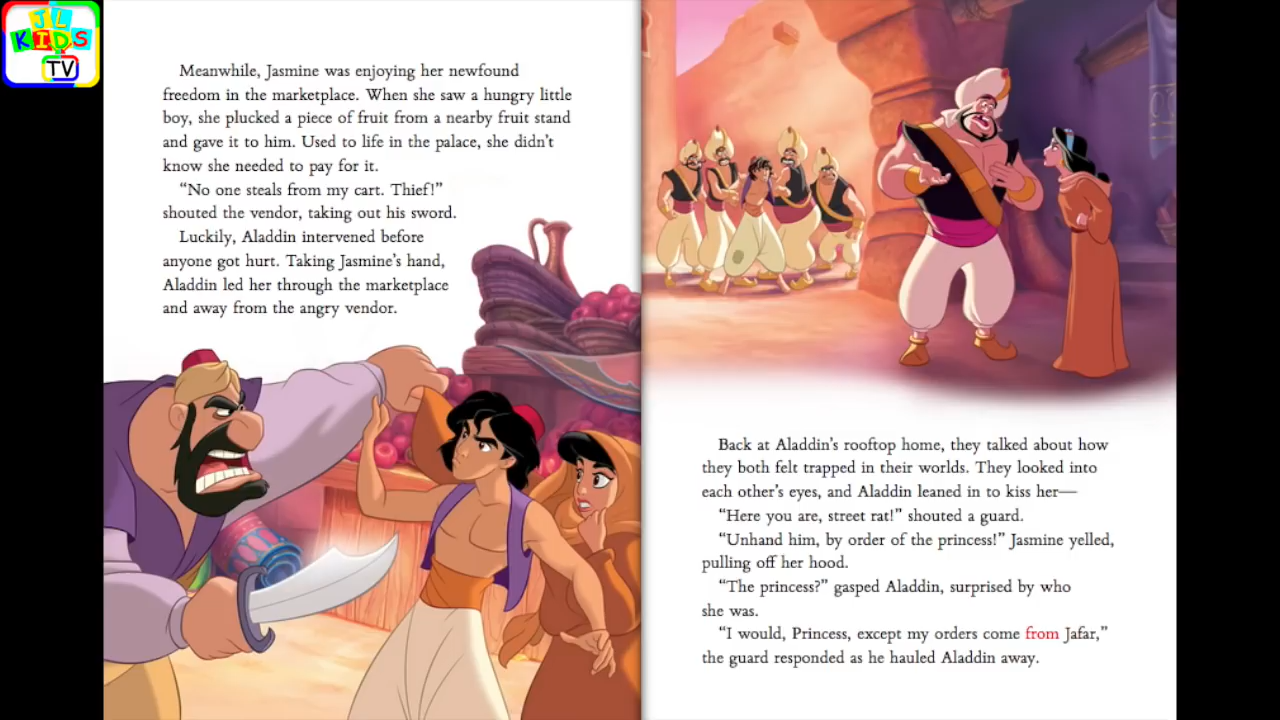 JL
KIDS
TV
Meanwhile, Jasmine was enjoying her newfound
freedom in the marketplace. When she saw a hungry little
boy, she plucked a piece of fruit from a nearby fruit stand
and gave it to him. Used to life in the palace, she didn’t
know she needed to pay for it.
“No one steals from my cart. Thief!”
shouted the vendor, taking out his sword.
Luckily, Aladdin intervened before
anyone got hurt. Taking Jasmine’s hand,
Aladdin led her through the marketplace
and away from the angry vendor.
Back at Aladdin’s rooftop home, they talked about how
they both felt trapped in their worlds. They looked into
each other’s eyes, and Aladdin leaned in to kiss her—
“Here you are, street rat!” shouted a guard.
“Unhand him, by order of the princess!” Jasmine yelled,
pulling off her hood.
“The princess?” gasped Aladdin, surprised by who
she was.
“I would, Princess, except my orders come from Jafar,”
the guard responded as he hauled Aladdin away.